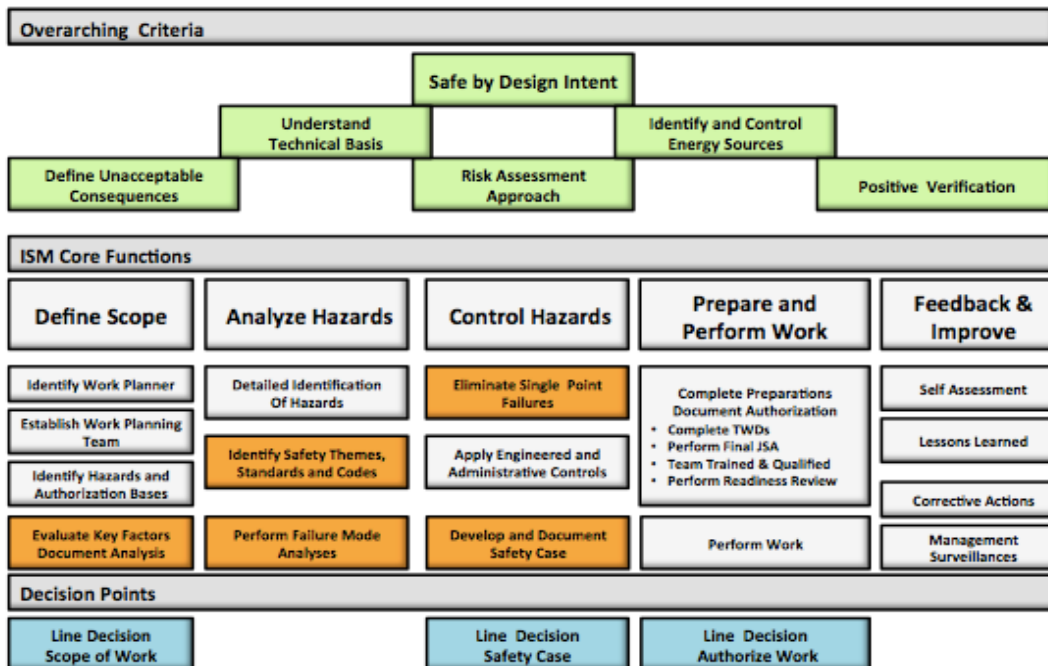 Overarching Criteria
Safe by Design Intent
Understand
Technical Basis
Identify and Control
Energy Sources
Define Unacceptable
Consequences
Risk Assessment
Approach
Positive Verification
ISM Core Functions
Define Scope
Analyze Hazards
Control Hazards
Prepare and
Perform Work
Feedback &
Improve
Identify Work Planner
Establish Work Planning
Team
Identify Hazards and
Authorization Bases
Evaluate Key Factors
Document Analysis
Detailed Identification
Of Hazards
Identify Safety Themes,
Standards and Codes
Perform Failure Mode
Analyses
Eliminate Single Point
Failures
Apply Engineered and
Administrative Controls
Develop and Document
Safety Case
Complete Preparations
Document Authorization
• Complete TWDs
• Perform Final JSA
• Team Trained & Qualified
• Perform Readiness Review
Perform Work
Self Assessment
Lessons Learned
Corrective Actions
Management
Surveillances
Decision Points
Line Decision
Scope of Work
Line Decision
Safety Case
Line Decision
Authorize Work